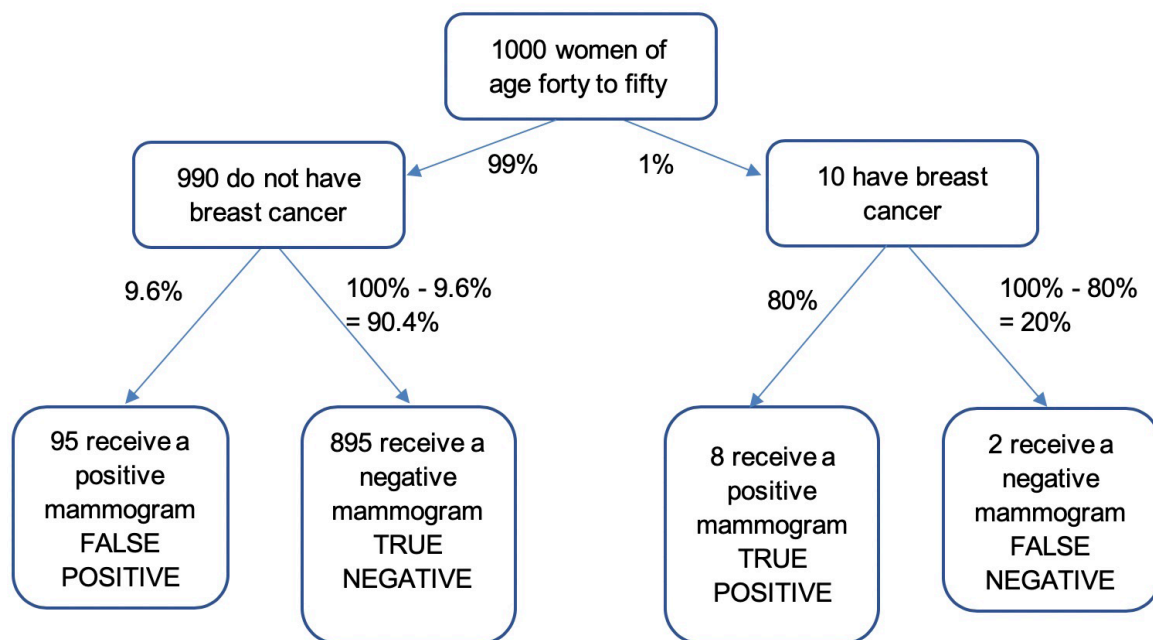 1000 women of
age forty to fifty
99%
1%
990 do not have
breast cancer
10 have breast
cancer
9.6%
100% - 9.6%
= 90.4%
80%
100% - 80%
= 20%
95 receive a
positive
mammogram
FALSE
POSITIVE
895 receive a
negative
mammogram
TRUE
NEGATIVE
8 receive a
positive
mammogram
TRUE
POSITIVE
2 receive a
negative
mammogram
FALSE
NEGATIVE